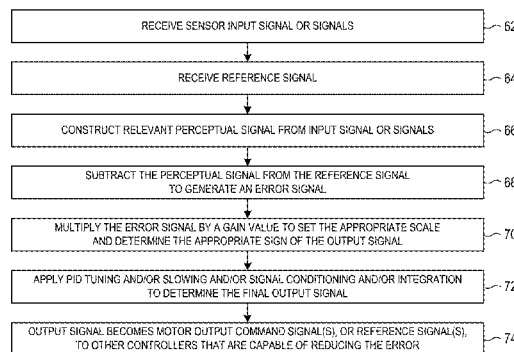 RECEIVE SENSOR INPUT SIGNAL OR SIGNALS
62
RECEIVE REFERENCE SIGNAL
64
CONSTRUCT RELEVANT PERCEPTUAL SIGNAL FROM INPUT SIGNAL OR SIGNALS
66
SUBTRACT THE PERCEPTUAL SIGNAL FROM THE REFERENCE SIGNAL
TO GENERATE AN ERROR SIGNAL
68
MULTIPLY THE ERROR SIGNAL BY A GAIN VALUE TO SET THE APPROPRIATE SCALE
AND DETERMINE THE APPROPRIATE SIGN OF THE OUTPUT SIGNAL
70
APPLY PID TUNING AND/OR SLOWING AND/OR SIGNAL CONDITIONING AND/OR INTEGRATION
TO DETERMINE THE FINAL OUTPUT SIGNAL
72
OUTPUT SIGNAL BECOMES MOTOR OUTPUT COMMAND SIGNAL(S), OR REFERENCE SIGNAL(S),
TO OTHER CONTROLLERS THAT ARE CAPABLE OF REDUCING THE ERROR
74